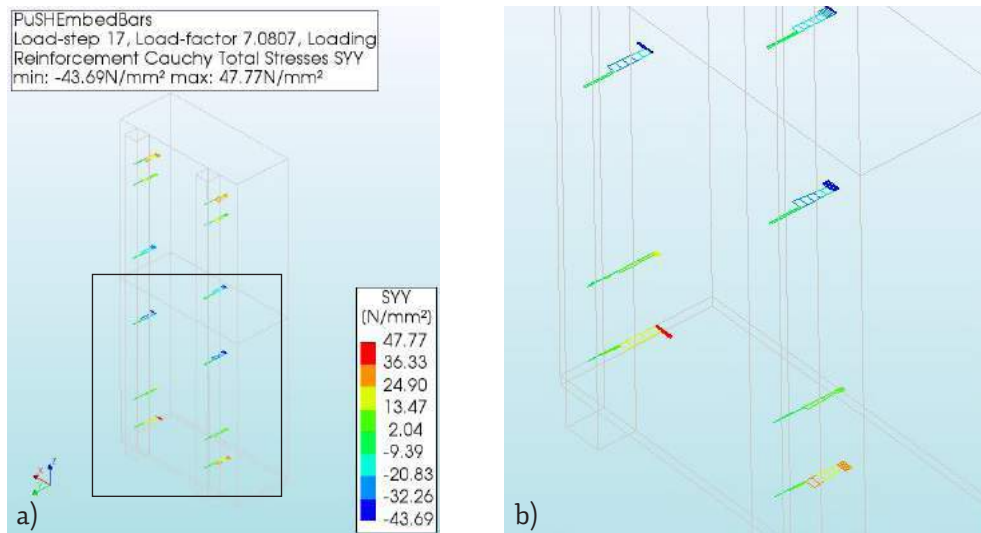 PuSHEmbedBars
Load-step 17, Load-factor 7.0807, Loading
Reinforcement Cauchy Total Stresses SYY
min: -43.69N/mm² max: 47.77N/mm²
SYY
(N/mm²)
47.77
36.33
24.90
13.47
2.04
-9.39
-20.83
-32.26
-43.69
X
Z
a)
b)